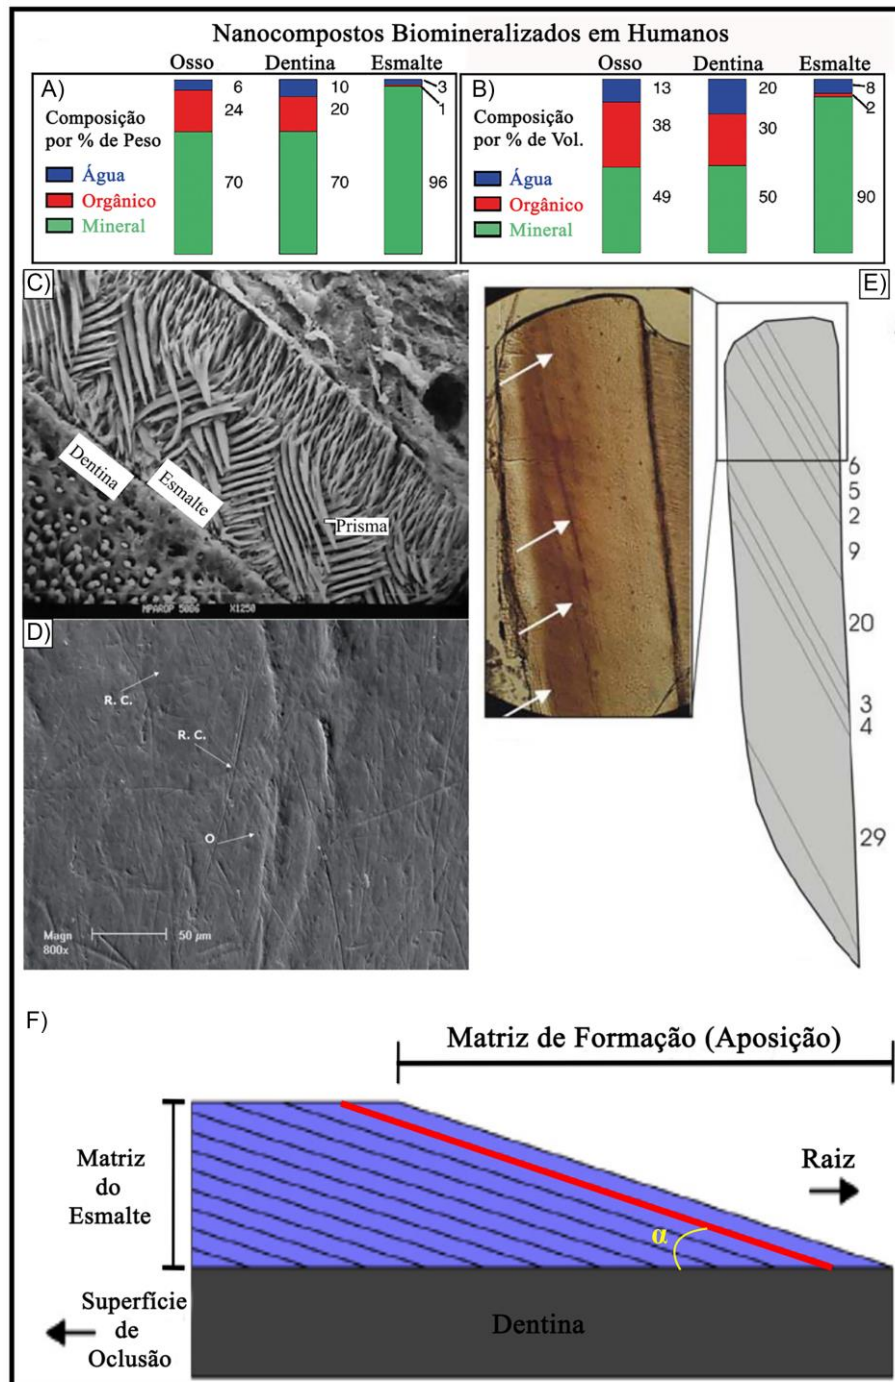 Nanocompostos Biomineralizados em Humanos
Osso Dentina Esmalte
A)
Composição
por % de Peso
Água
Orgânico
Mineral
6 10 3
24 20 1
70 70 96
Osso Dentina Esmalte
B)
Composição
por % de Vol.
Água
Orgânico
Mineral
13 20 8
38 30 2
49 50 90
C)
Dentina
Esmalte
Prisma
MPAROP 5006 X1250
D)
R. C.
R. C.
O
Magn
800x
50 µm
E)
6
5
2
9
20
3
4
29
F)
Matriz de Formação (Aposição)
Matriz
do
Esmalte
Raiz
α
Superfície
de
Oclusão
Dentina